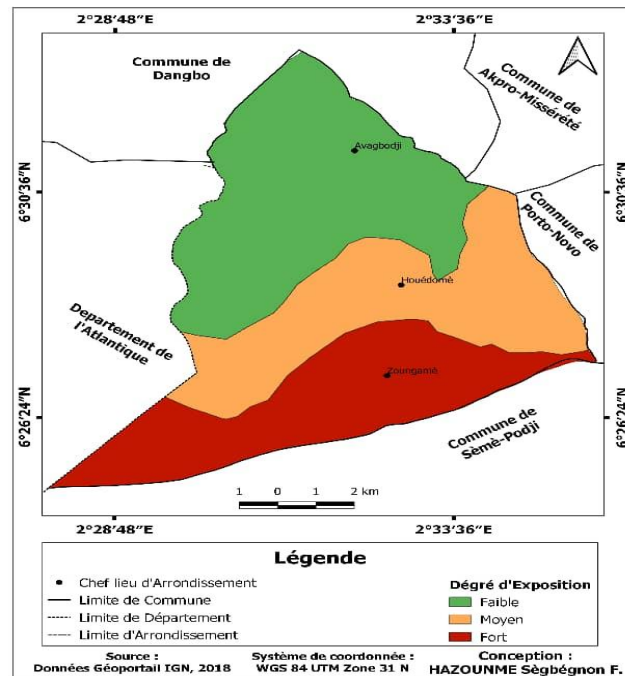 2°28'48"E 2°33'36"E
Commune de
Dangbo
Commune de
Akpro-Missérété
Avagbodji
6°30'36"N 6°30'36"N
Commune de
Porto-Novo
Houédomè
Departement de
l'Atlantique
Zoungamè
6°26'24"N 6°26'24"N
Commune de
Sèmè-Podji
1 0 1 2 km
2°28'48"E 2°33'36"E
Légende
Chef lieu d'Arrondissement
Limite de Commune
Limite de Département
Limite d'Arrondissement
Dégré d'Exposition
Faible
Moyen
Fort
Source :
Données Géoportail IGN, 2018
Système de coordonnée :
WGS 84 UTM Zone 31 N
Conception :
HAZOUNME Sègbégnon F.